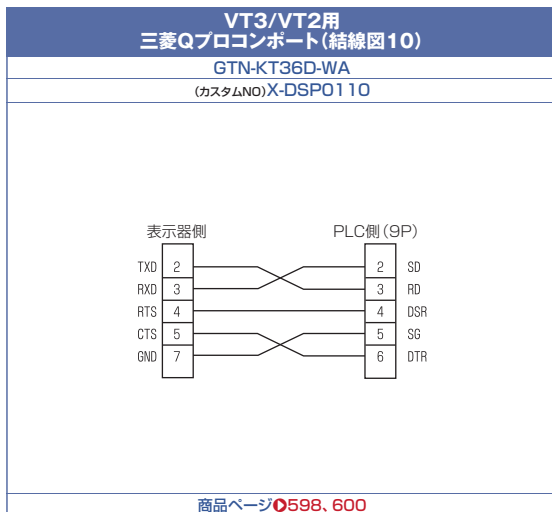 VT3/VT2用
三菱Qプロコンポート(結線図10)
GTN-KT36D-WA
(カスタムNO)X-DSP0110
表示器側 PLC側(9P)
TXD 2 2 SD
RXD 3 3 RD
RTS 4 4 DSR
CTS 5 5 SG
GND 7 6 DTR
商品ページ598、600